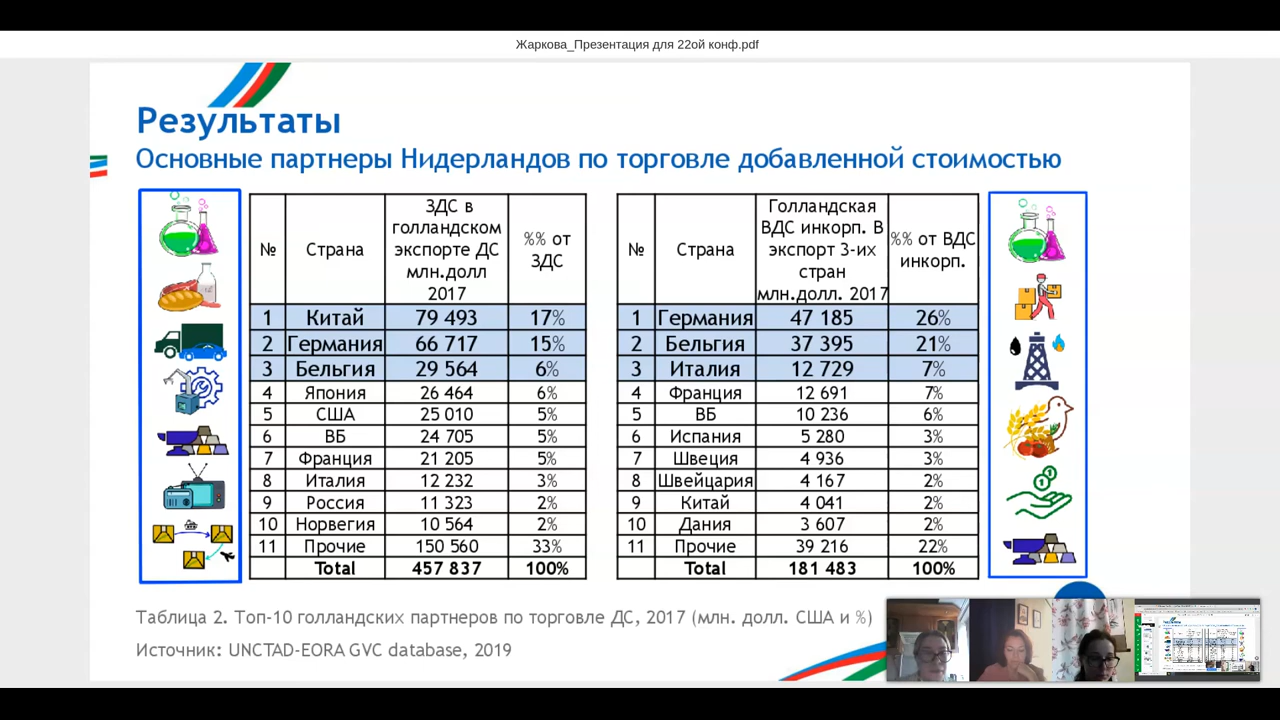 Жаркова_Презентация для 22ой конф.pdf
Результаты
Основные партнеры Нидерландов по торговле добавленной стоимостью
№ Страна ЗДС в голландском экспорте ДС млн.долл 2017 %% от ЗДС
1 Китай 79 493 17%
2 Германия 66 717 15%
3 Бельгия 29 564 6%
4 Япония 26 464 6%
5 США 25 010 5%
6 ВБ 24 705 5%
7 Франция 21 205 5%
8 Италия 12 232 3%
9 Россия 11 323 2%
10 Норвегия 10 564 2%
11 Прочие 150 560 33%
Total 457 837 100%
№ Страна Голландская ВДС инкорп. В экспорт 3-их стран млн.долл. 2017 %% от ВДС инкорп.
1 Германия 47 185 26%
2 Бельгия 37 395 21%
3 Италия 12 729 7%
4 Франция 12 691 7%
5 ВБ 10 236 6%
6 Испания 5 280 3%
7 Швеция 4 936 3%
8 Швейцария 4 167 2%
9 Китай 4 041 2%
10 Дания 3 607 2%
11 Прочие 39 216 22%
Total 181 483 100%
Таблица 2. Топ-10 голландских партнеров по торговле ДС, 2017 (млн. долл. США и %)
Источник: UNCTAD-EORA GVC database, 2019